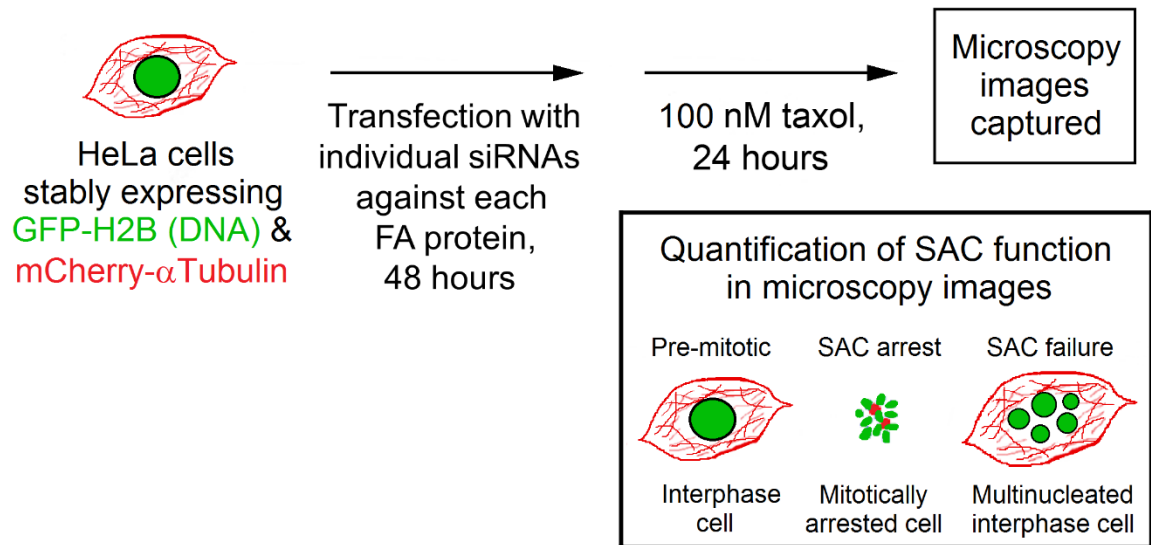 HeLa cells
stably expressing
GFP-H2B (DNA) &
mCherry-αTubulin
Transfection with
individual siRNAs
against each
FA protein,
48 hours
100 nM taxol,
24 hours
Microscopy
images
captured
Quantification of SAC function
in microscopy images
Pre-mitotic
SAC arrest
SAC failure
Interphase
cell
Mitotically
arrested cell
Multinucleated
interphase cell